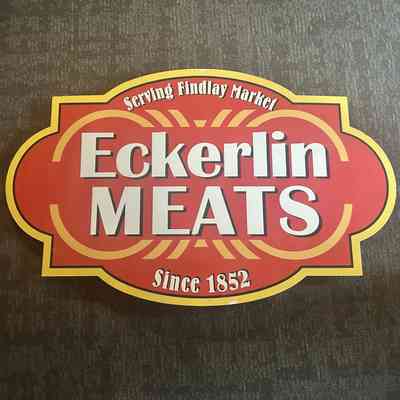 Serving Findlay Market
Eckerlin
MEATS
Since 1852